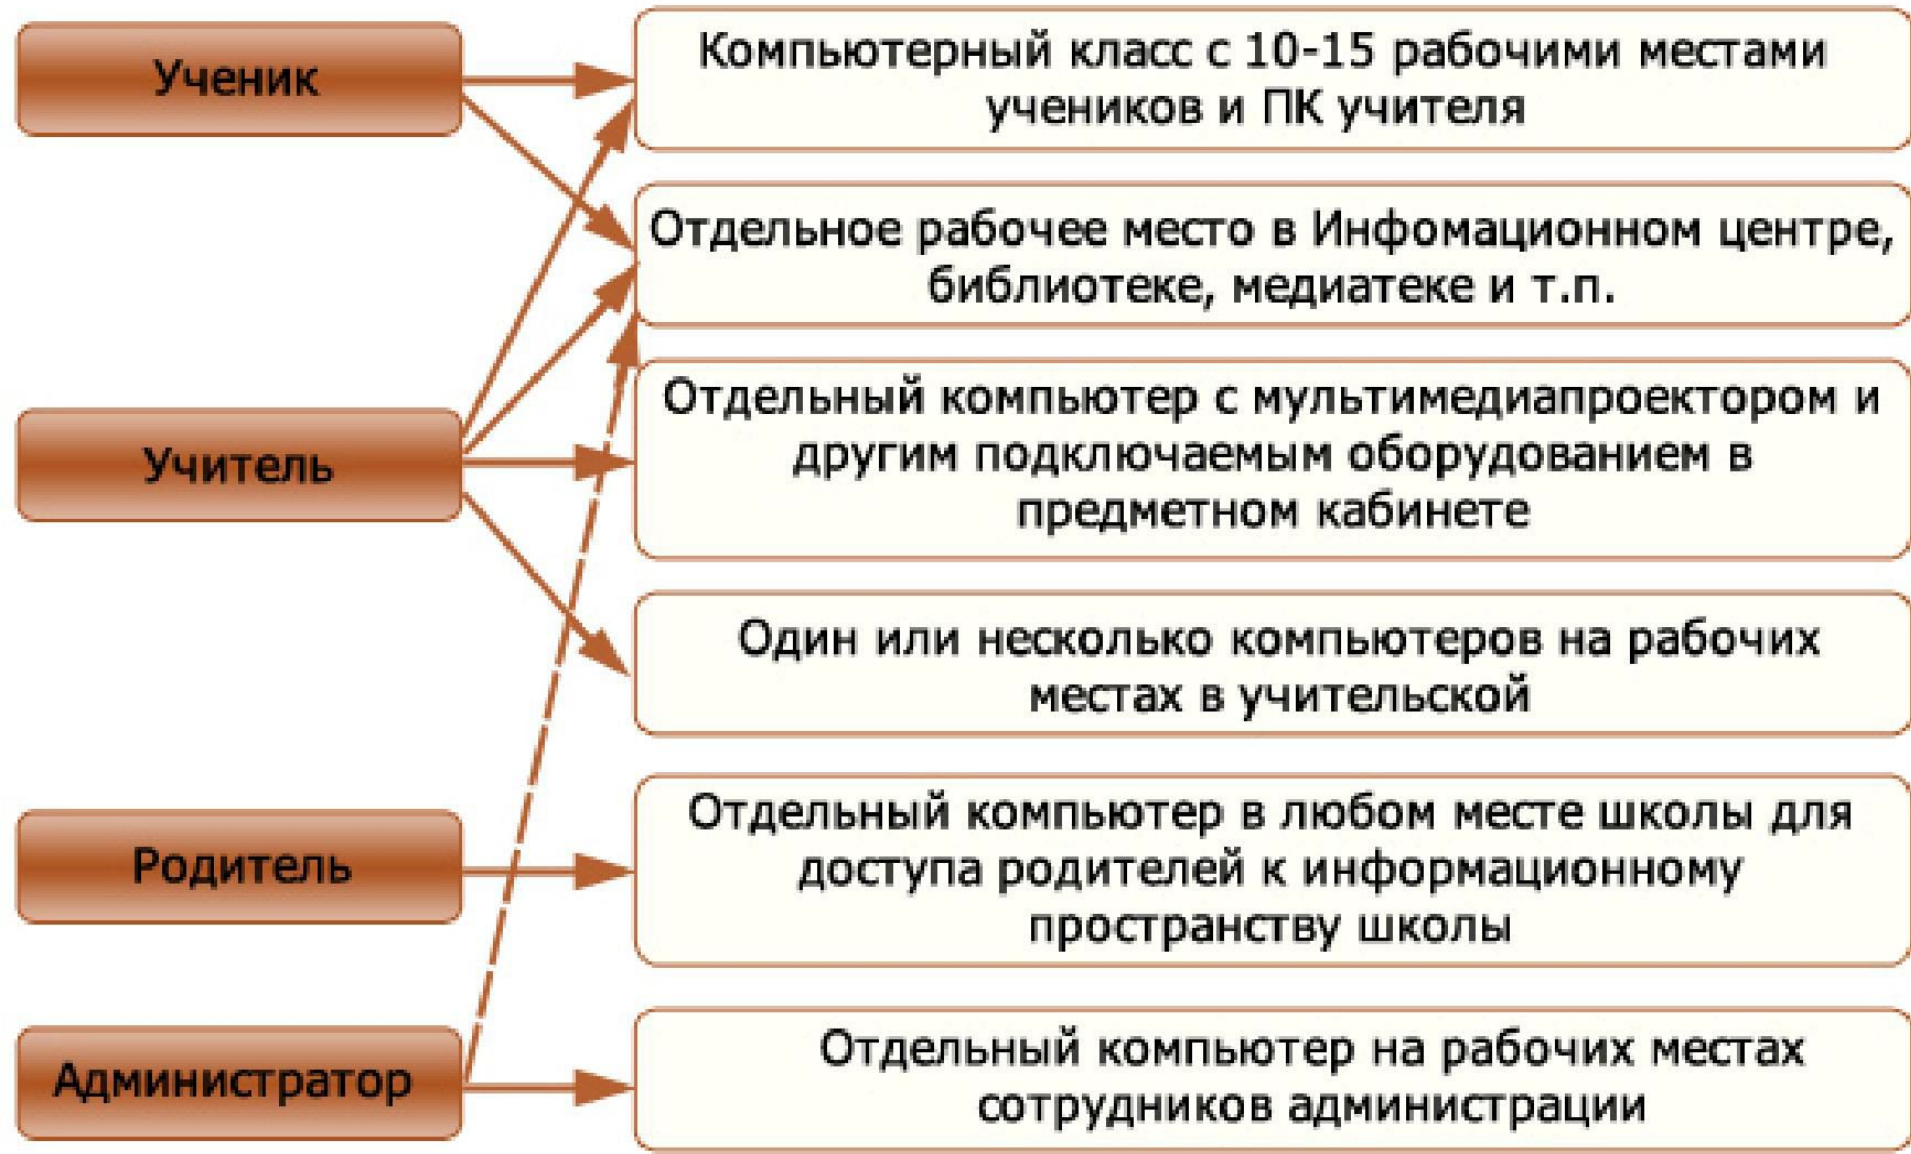 Ученик
Компьютерный класс с 10-15 рабочими местами
учеников и ПК учителя
Отдельное рабочее место в Инфомационном центре,
библиотеке, медиатеке и т.п.
Учитель
Отдельный компьютер с мультимедиапроектором и
другим подключаемым оборудованием в
предметном кабинете
Один или несколько компьютеров на рабочих
местах в учительской
Родитель
Отдельный компьютер в любом месте школы для
доступа родителей к информационному
пространству школы
Администратор
Отдельный компьютер на рабочих местах
сотрудников администрации